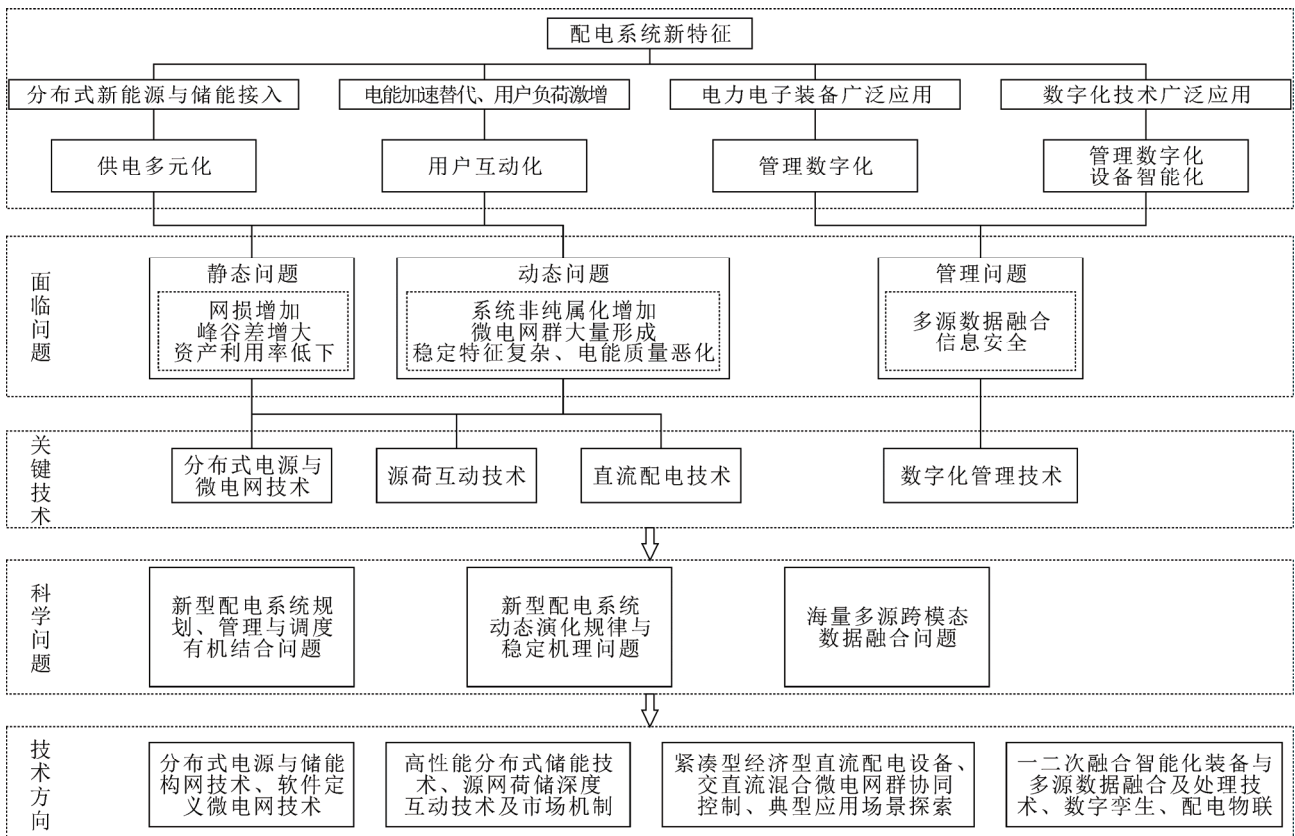 配电系统新特征
分布式新能源与储能接入
电能加速替代、用户负荷激增
电力电子装备广泛应用
数字化技术广泛应用
供电多元化
用户互动化
管理数字化
管理数字化
设备智能化
面临问题
静态问题
网损增加
峰谷差增大
资产利用率低下
动态问题
系统非纯属化增加
微电网群大量形成
稳定特征复杂、电能质量恶化
管理问题
多源数据融合
信息安全
关键技术
分布式电源与
微电网技术
源荷互动技术
直流配电技术
数字化管理技术
科学问题
新型配电系统规
划、管理与调度
有机结合问题
新型配电系统
动态演化规律与
稳定机理问题
海量多源跨模态
数据融合问题
技术方向
分布式电源与储能
构网技术、软件定
义微电网技术
高性能分布式储能技
术、源网荷储深度
互动技术及市场机制
紧凑型经济型直流配电设备、
交直流混合微电网群协同
控制、典型应用场景探索
一二次融合智能化装备与
多源数据融合及处理技
术、数字孪生、配电物联